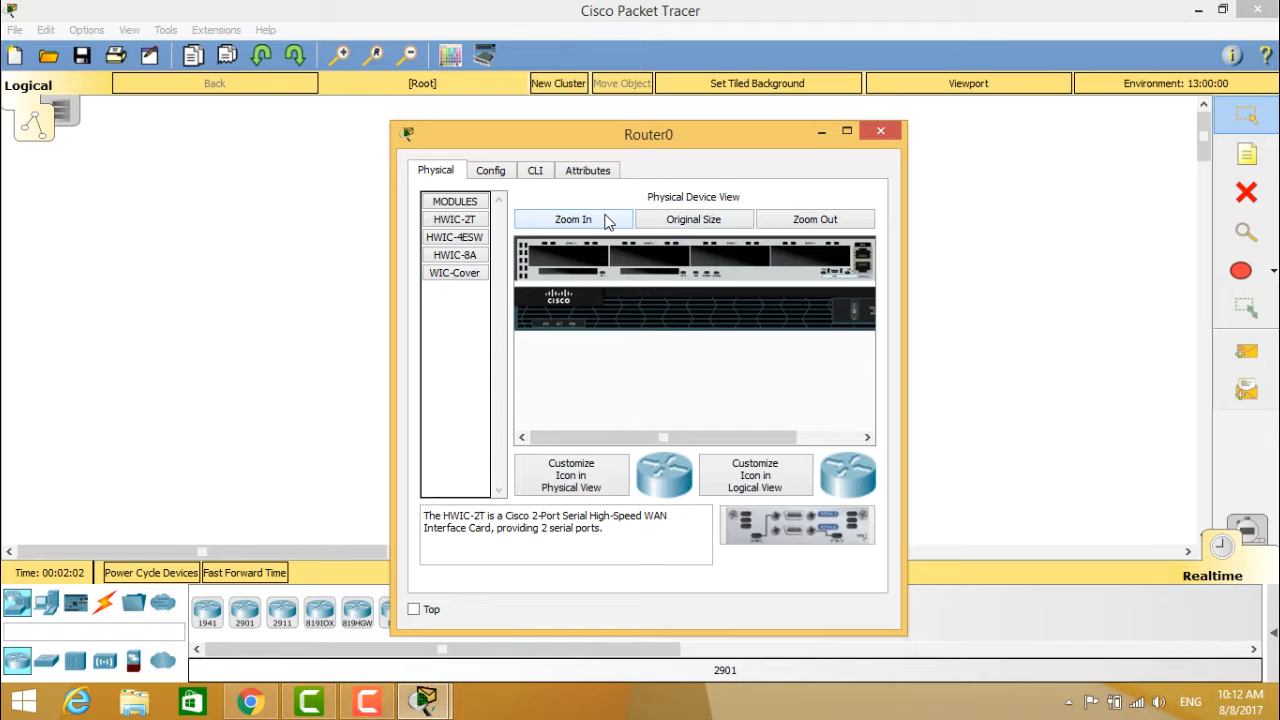 Cisco Packet Tracer
File Edit Options View Tools Extensions Help
Logical Back [Root] New Cluster Move Object Set Tiled Background Viewport Environment: 13:00:00
Router0
Physical Config CLI Attributes
MODULES
HWIC-2T
HWIC-4ESW
HWIC-8A
WIC-Cover
Physical Device View
Zoom In Original Size Zoom Out
CISCO
Customize
Icon in
Physical View
Customize
Icon in
Logical View
The HWIC-2T is a Cisco 2-Port Serial High-Speed WAN
Interface Card, providing 2 serial ports.
Top
Time: 00:02:02 Power Cycle Devices Fast Forward Time
Realtime
1941 2901 2911 819IOX 819HGW
2901
ENG
10:12 AM
8/8/2017